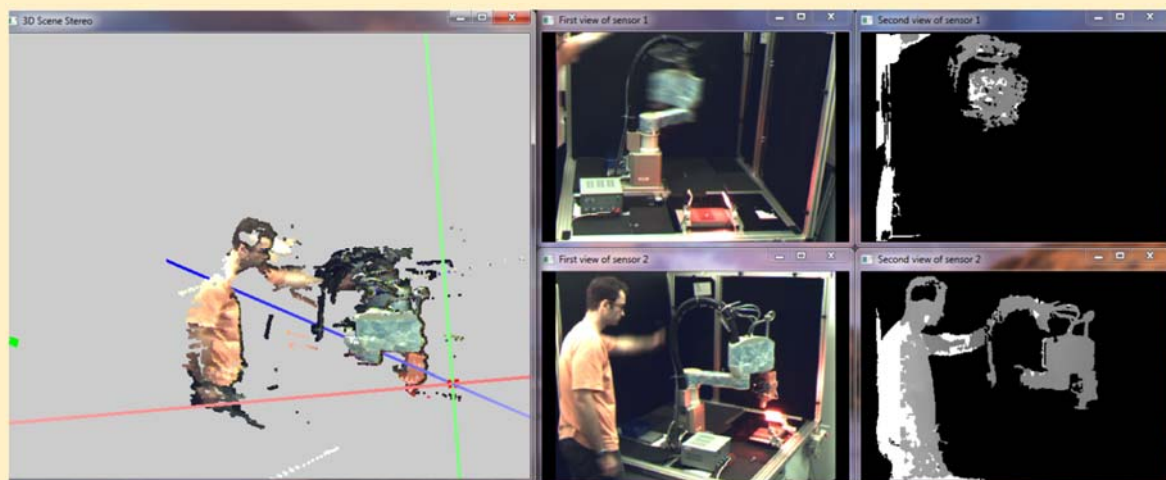 3D Scene Stereo
First view of sensor 1
Second view of sensor 1
First view of sensor 2
Second view of sensor 2